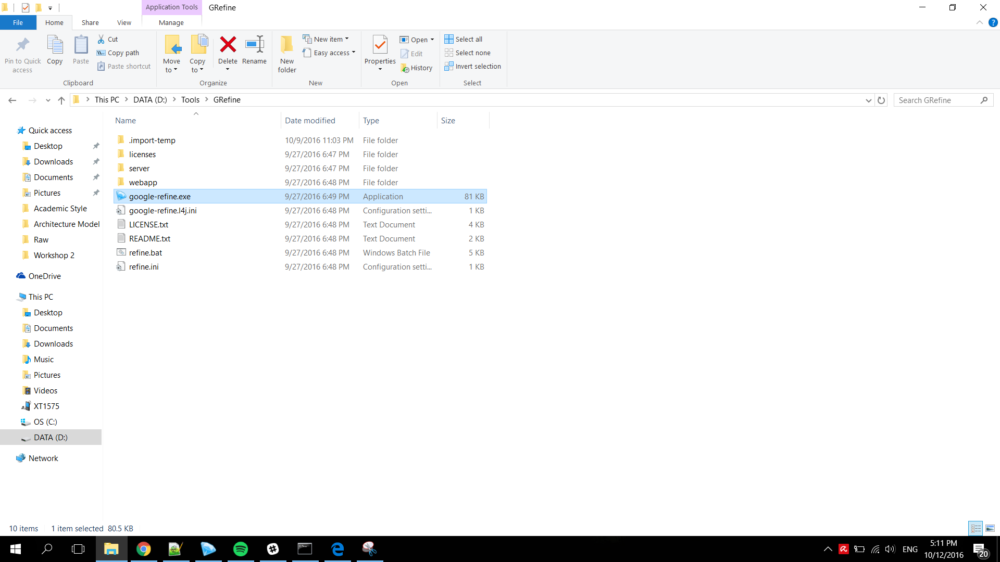 Application Tools GRefine
File Home Share View Manage
Cut
Copy path
Paste shortcut
Pin to Quick access
Copy
Paste
Clipboard
Move to
Copy to
Delete
Rename
Organize
New folder
New item
Easy access
New
Properties
Open
Edit
History
Open
Select all
Select none
Invert selection
Select
This PC DATA (D:) Tools GRefine
Search GRefine
Name Date modified Type Size
.import-temp 10/9/2016 11:03 PM File folder
licenses 9/27/2016 6:47 PM File folder
server 9/27/2016 6:47 PM File folder
webapp 9/27/2016 6:48 PM File folder
google-refine.exe 9/27/2016 6:49 PM Application 81 KB
google-refine.l4j.ini 9/27/2016 6:48 PM Configuration setti... 1 KB
LICENSE.txt 9/27/2016 6:48 PM Text Document 4 KB
README.txt 9/27/2016 6:48 PM Text Document 2 KB
refine.bat 9/27/2016 6:48 PM Windows Batch File 5 KB
refine.ini 9/27/2016 6:48 PM Configuration setti... 1 KB
Quick access
Desktop
Downloads
Documents
Pictures
Academic Style
Architecture Model
Raw
Workshop 2
OneDrive
This PC
Desktop
Documents
Downloads
Music
Pictures
Videos
XT1575
OS (C:)
DATA (D:)
Network
10 items 1 item selected 80.5 KB
ENG
5:11 PM
10/12/2016
20